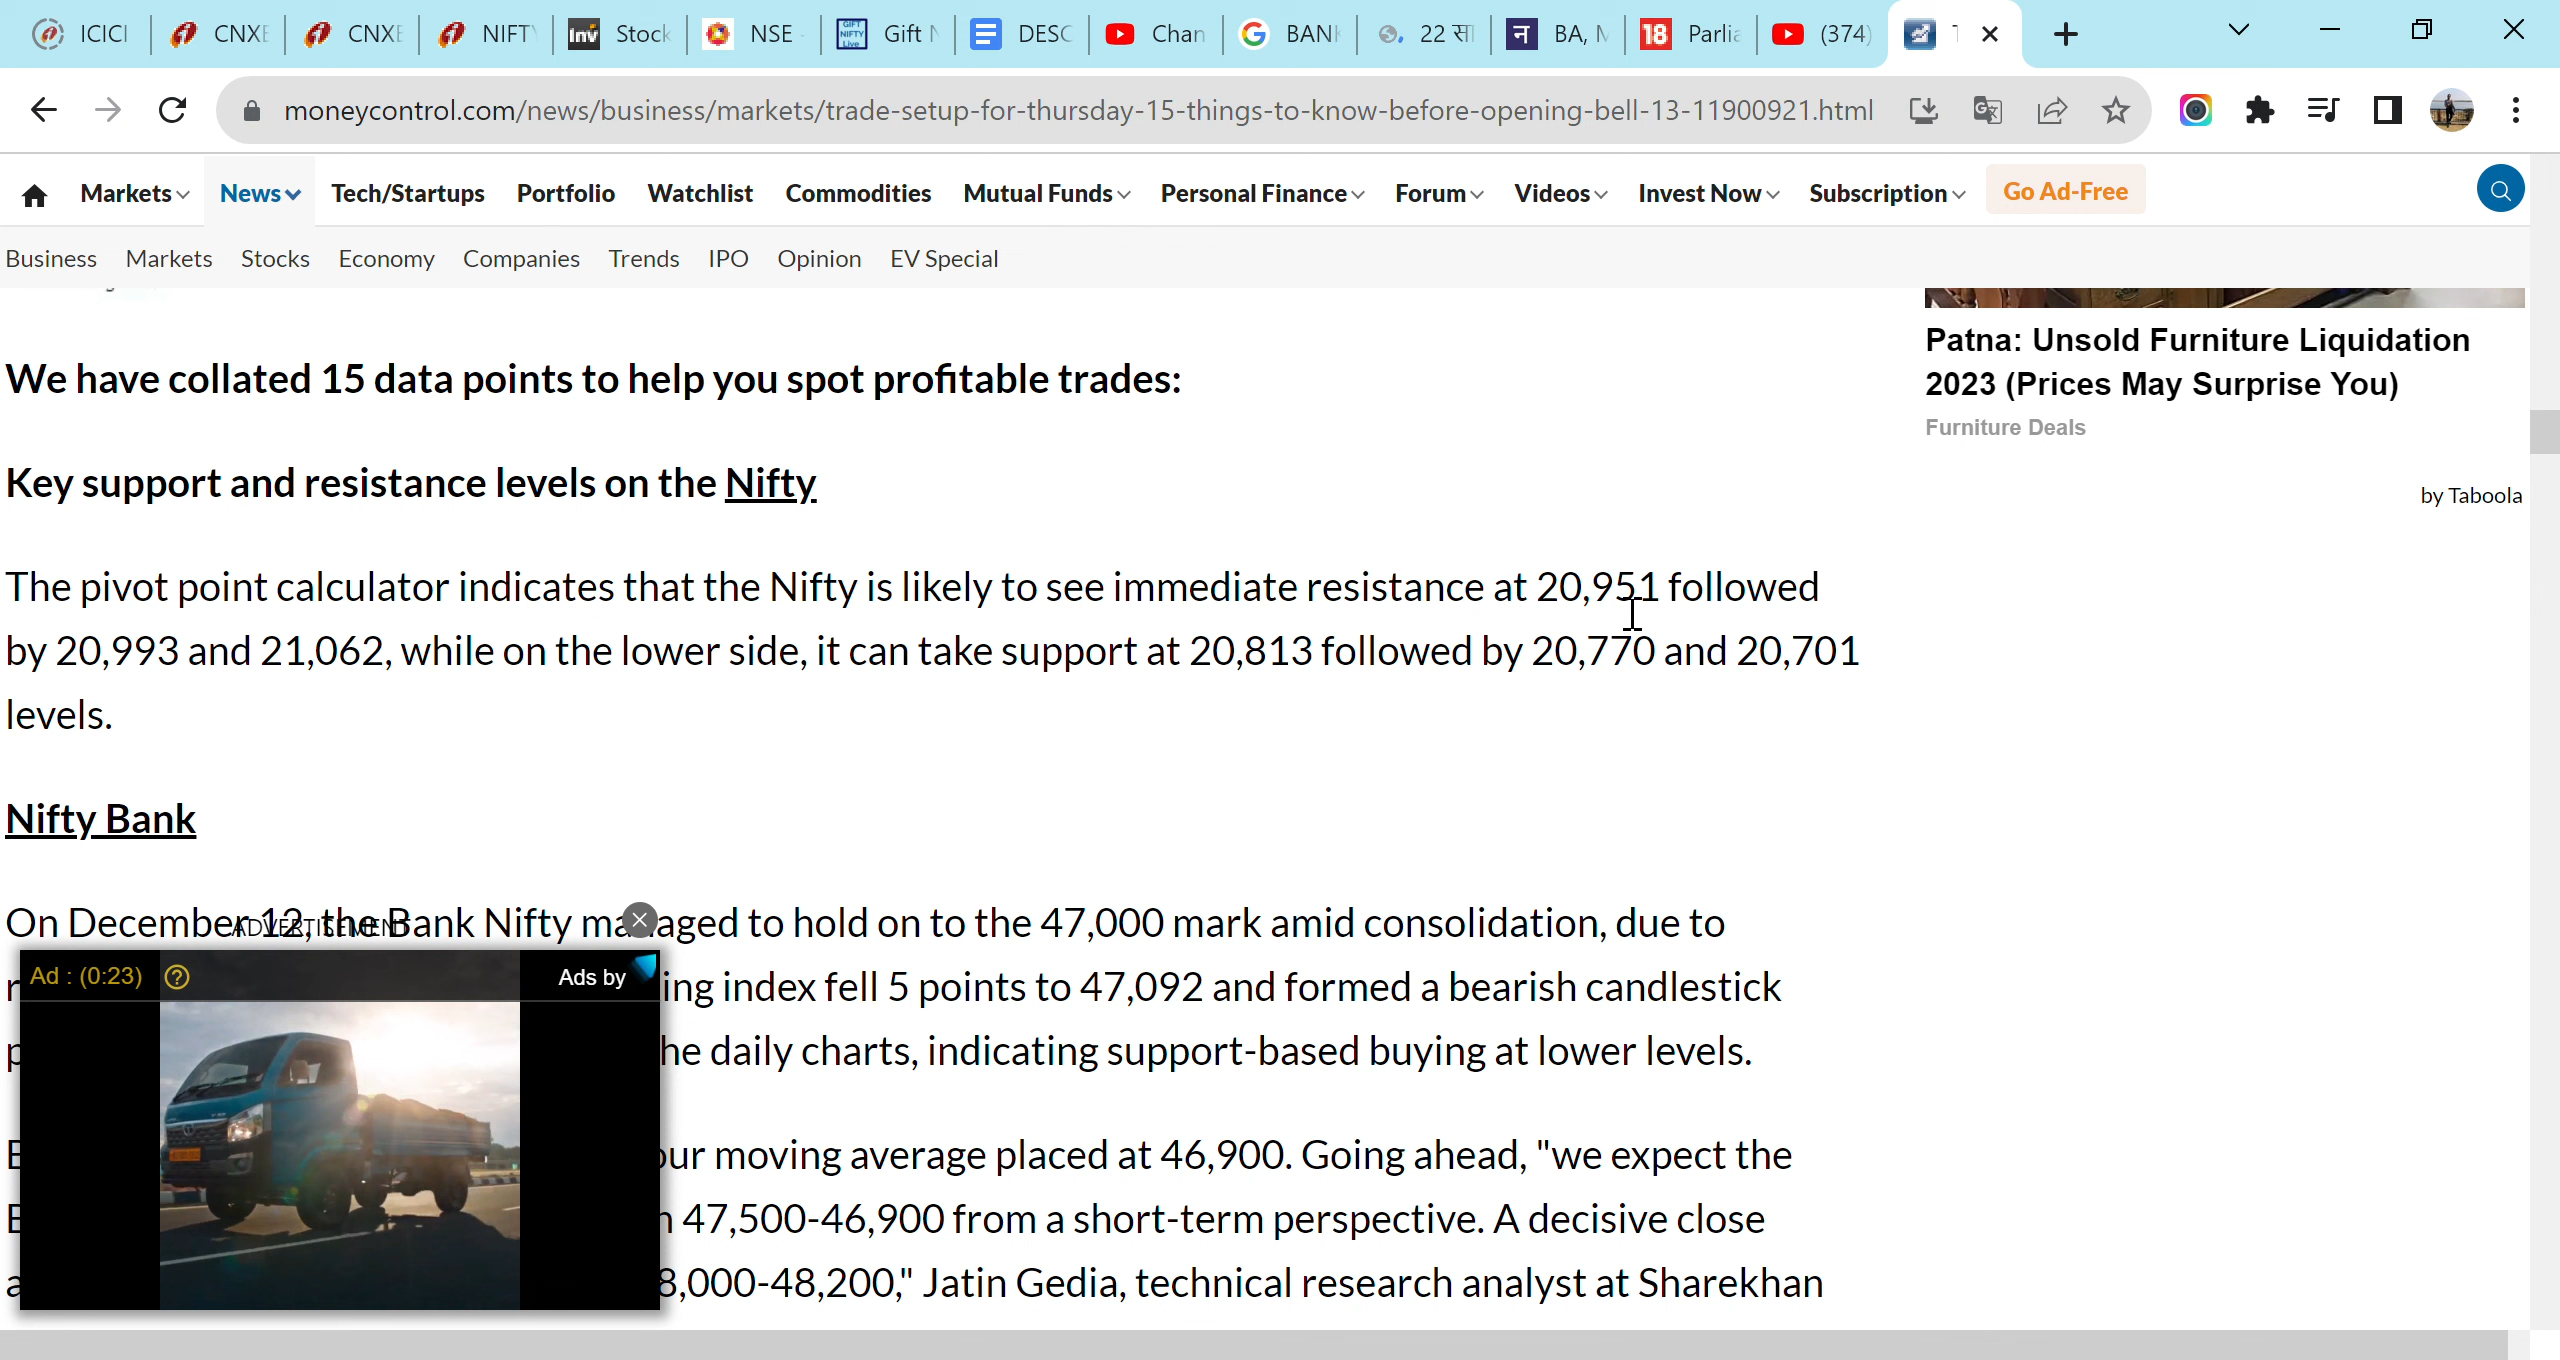 ICICI CNXB CNXB NIFTY Stock NSE - Gift N DESC Chan BANK 22 सा BA, M Parlia (374)
moneycontrol.com/news/business/markets/trade-setup-for-thursday-15-things-to-know-before-opening-bell-13-11900921.html
Markets News Tech/Startups Portfolio Watchlist Commodities Mutual Funds Personal Finance Forum Videos Invest Now Subscription Go Ad-Free
Business Markets Stocks Economy Companies Trends IPO Opinion EV Special
Patna: Unsold Furniture Liquidation
2023 (Prices May Surprise You)
Furniture Deals
by Taboola
We have collated 15 data points to help you spot profitable trades:
Key support and resistance levels on the Nifty
The pivot point calculator indicates that the Nifty is likely to see immediate resistance at 20,951 followed
by 20,993 and 21,062, while on the lower side, it can take support at 20,813 followed by 20,770 and 20,701
levels.
Nifty Bank
On December 12, the Bank Nifty managed to hold on to the 47,000 mark amid consolidation, due to
ADVERTISEMENT
Ad : (0:23) Ads by
ing index fell 5 points to 47,092 and formed a bearish candlestick
he daily charts, indicating support-based buying at lower levels.
our moving average placed at 46,900. Going ahead, "we expect the
47,500-46,900 from a short-term perspective. A decisive close
8,000-48,200," Jatin Gedia, technical research analyst at Sharekhan